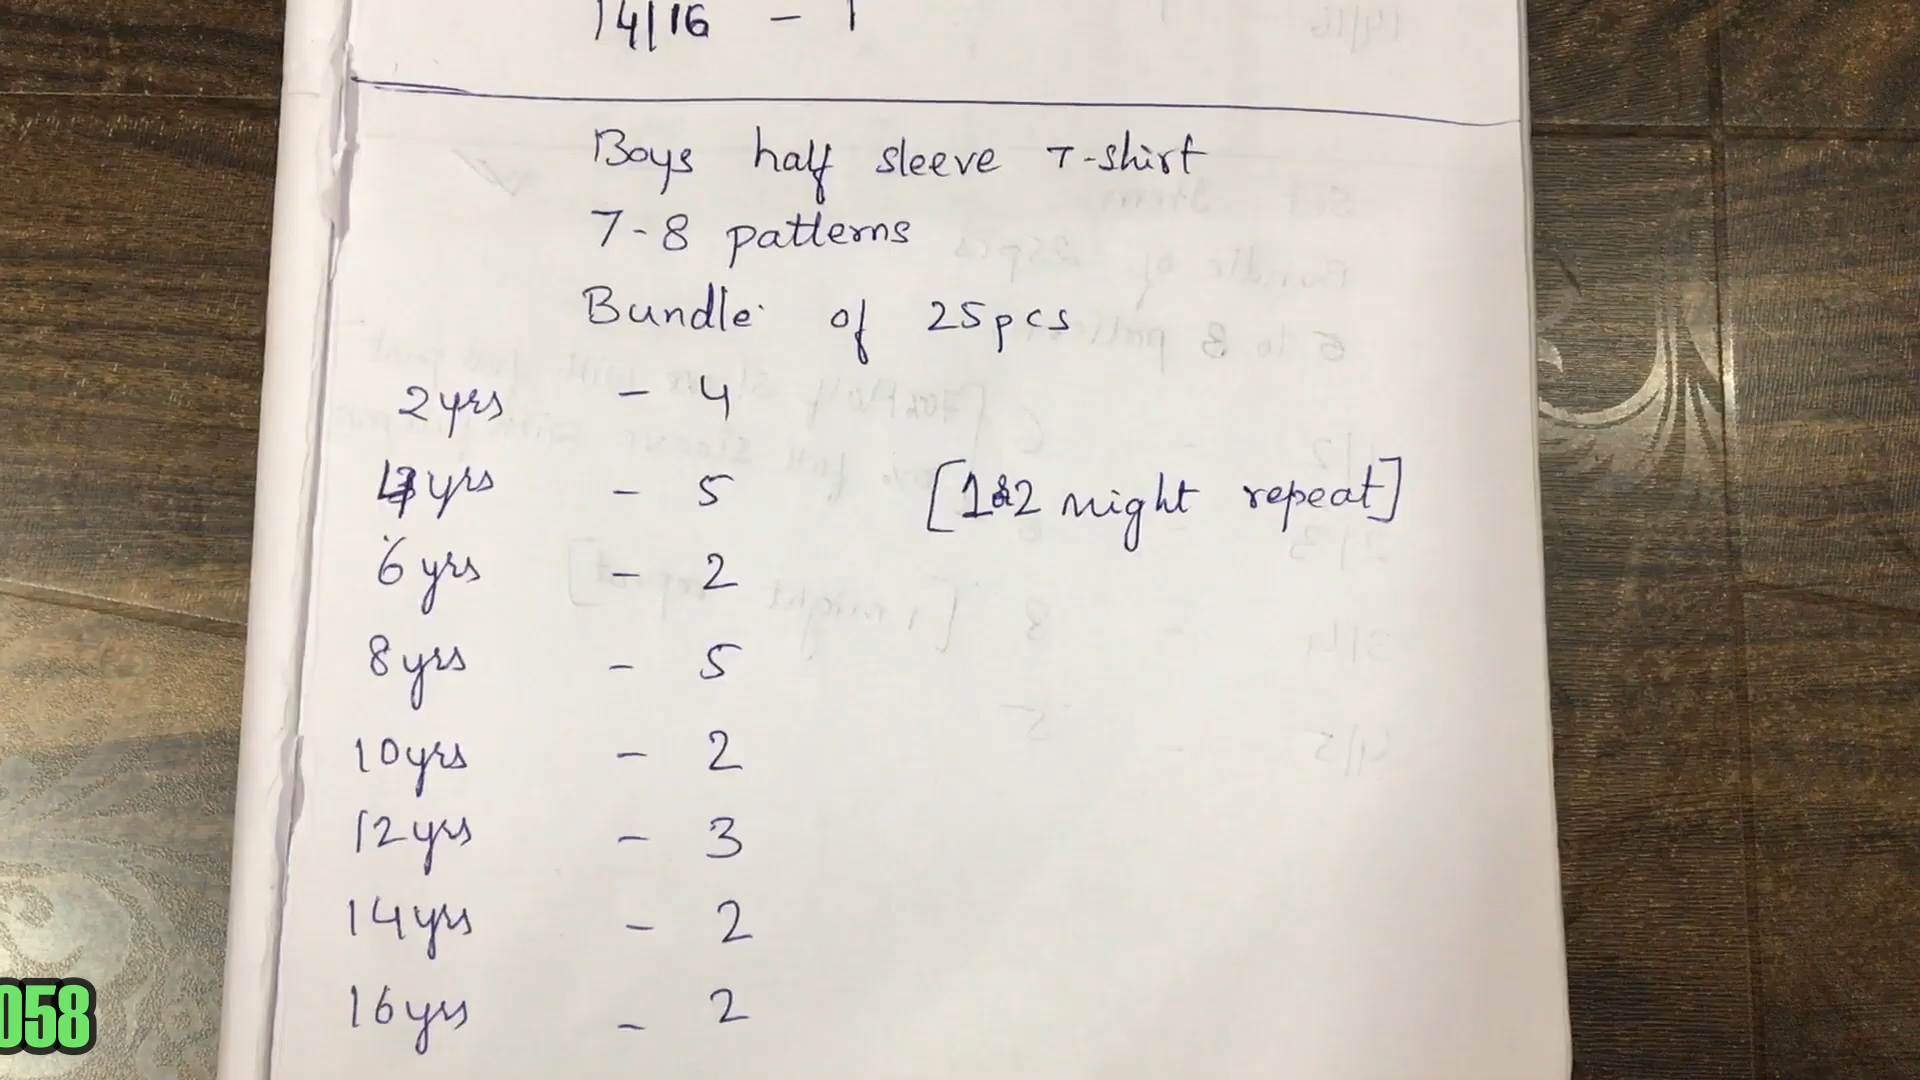 14/16 - 1
Boys half sleeve T-shirt
7-8 patterns
Bundle of 25pcs
2yrs - 4
4yrs - 5 [1&2 might repeat]
6yrs - 2
8yrs - 5
10yrs - 2
12yrs - 3
14yrs - 2
16yrs - 2
058